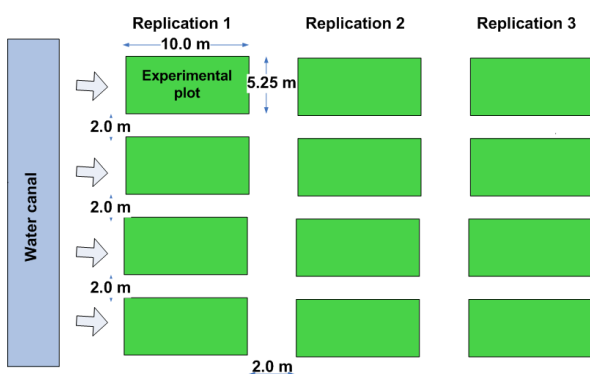 Replication 1
Replication 2
Replication 3
10.0 m
Experimental
plot
5.25 m
2.0 m
2.0 m
2.0 m
2.0 m
Water canal